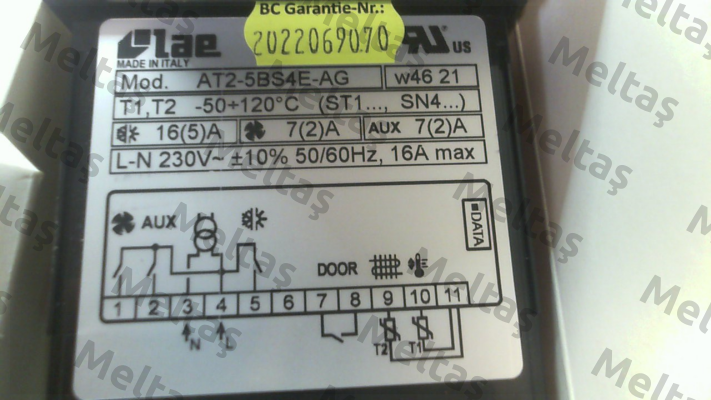 BC Garantie-Nr.:
2022069070
lae
MADE IN ITALY
US
Mod. AT2-5BS4E-AG w46 21
T1,T2 -50÷120°C (ST1..., SN4...)
16(5)A 7(2)A AUX 7(2)A
L-N 230V~ ±10% 50/60Hz, 16A max
AUX
DATA
DOOR
1 2 3 4 5 6 7 8 9 10 11
N L T2 T1
Meltaş